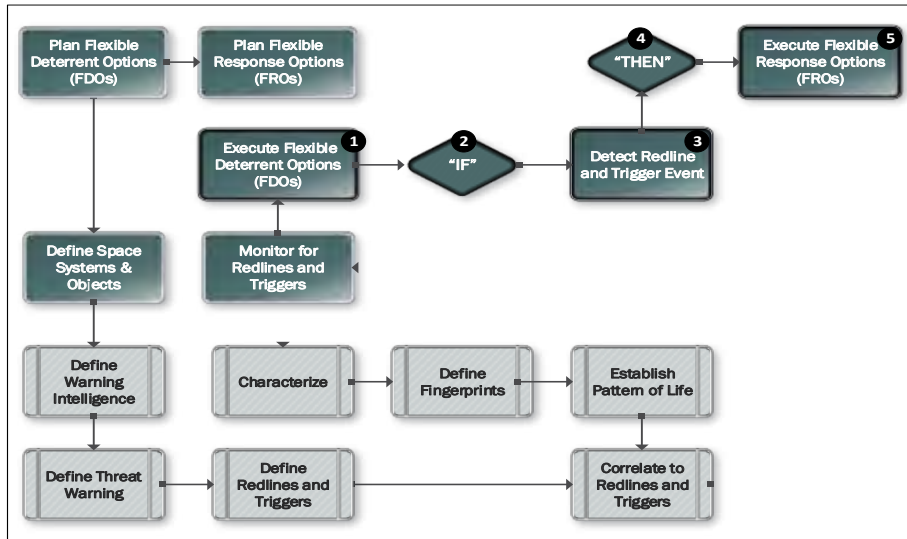 Plan Flexible
Deterrent Options
(FDOs)
Plan Flexible
Response Options
(FROs)
4
"THEN"
5
Execute Flexible
Response Options
(FROs)
1
Execute Flexible
Deterrent Options
(FDOs)
2
"IF"
3
Detect Redline
and Trigger Event
Define Space
Systems &
Objects
Monitor for
Redlines and
Triggers
Define
Warning
Intelligence
Characterize
Define
Fingerprints
Establish
Pattern of Life
Define Threat
Warning
Define
Redlines and
Triggers
Correlate to
Redlines and
Triggers